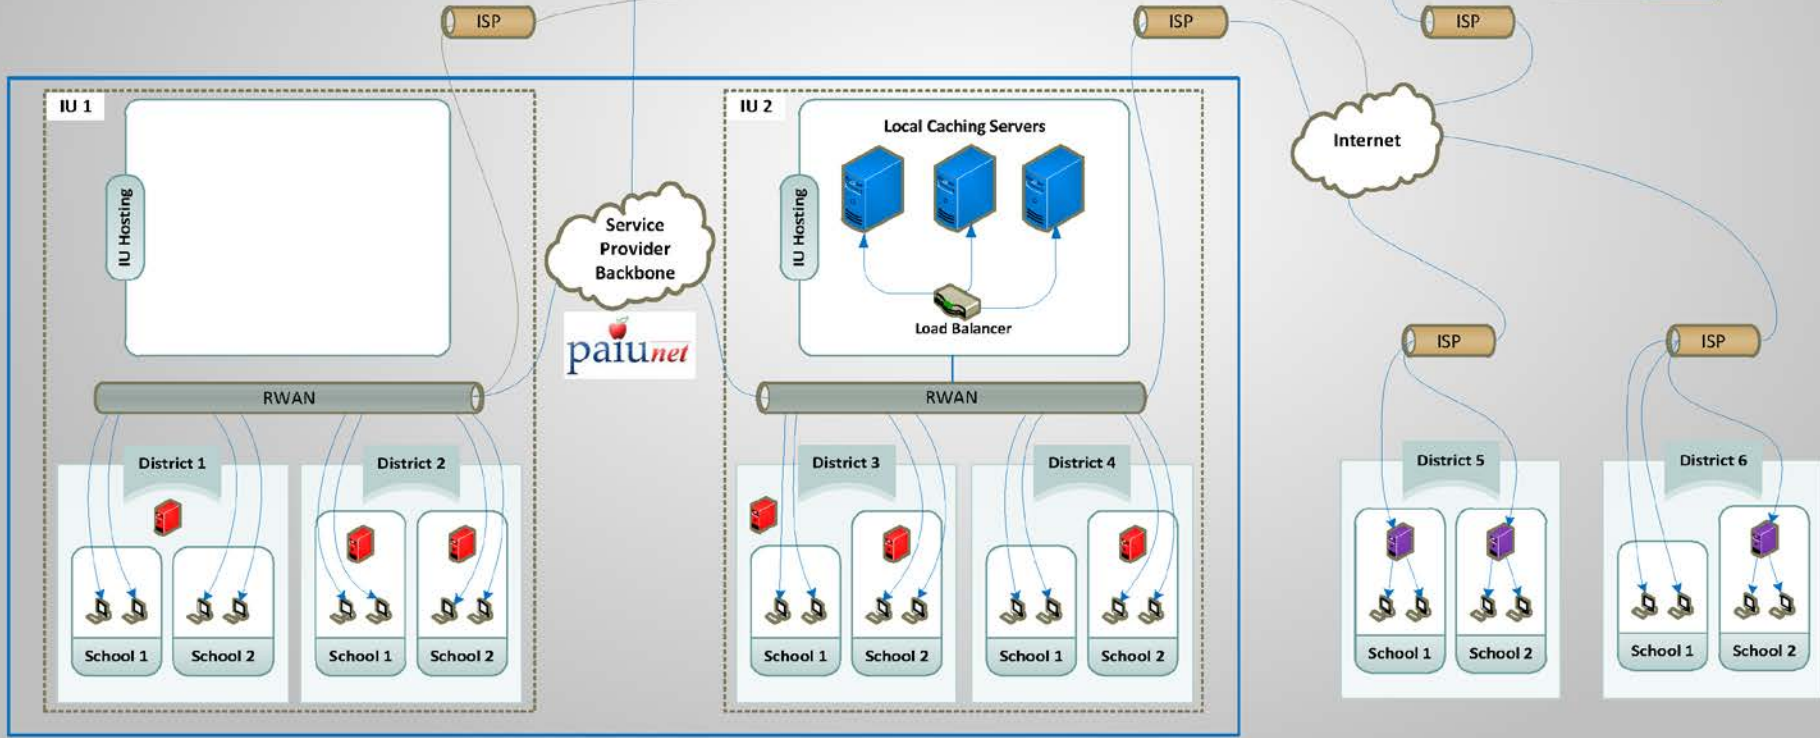 ISP
ISP
ISP
IU 1
IU Hosting
IU 2
IU Hosting
Local Caching Servers
Load Balancer
Service
Provider
Backbone
paiunet
Internet
RWAN
RWAN
ISP
ISP
District 1
District 2
District 3
District 4
District 5
District 6
School 1
School 2
School 1
School 2
School 1
School 2
School 1
School 2
School 1
School 2
School 1
School 2